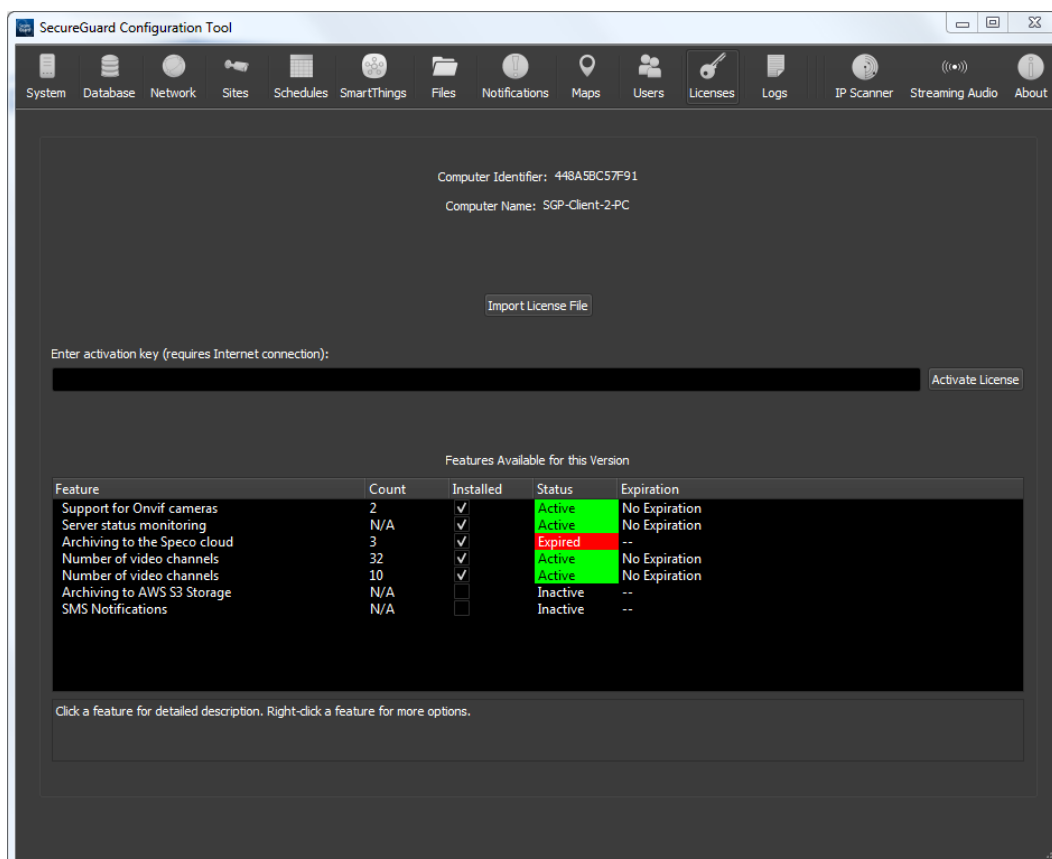 SecureGuard Configuration Tool
System Database Network Sites Schedules SmartThings Files Notifications Maps Users Licenses Logs IP Scanner Streaming Audio About
Computer Identifier: 448A5BC57F91
Computer Name: SGP-Client-2-PC
Import License File
Enter activation key (requires Internet connection):
Activate License
Features Available for this Version
Feature Count Installed Status Expiration
Support for Onvif cameras 2 Active No Expiration
Server status monitoring N/A Active No Expiration
Archiving to the Speco cloud 3 Expired --
Number of video channels 32 Active No Expiration
Number of video channels 10 Active No Expiration
Archiving to AWS S3 Storage N/A Inactive --
SMS Notifications N/A Inactive --
Click a feature for detailed description. Right-click a feature for more options.